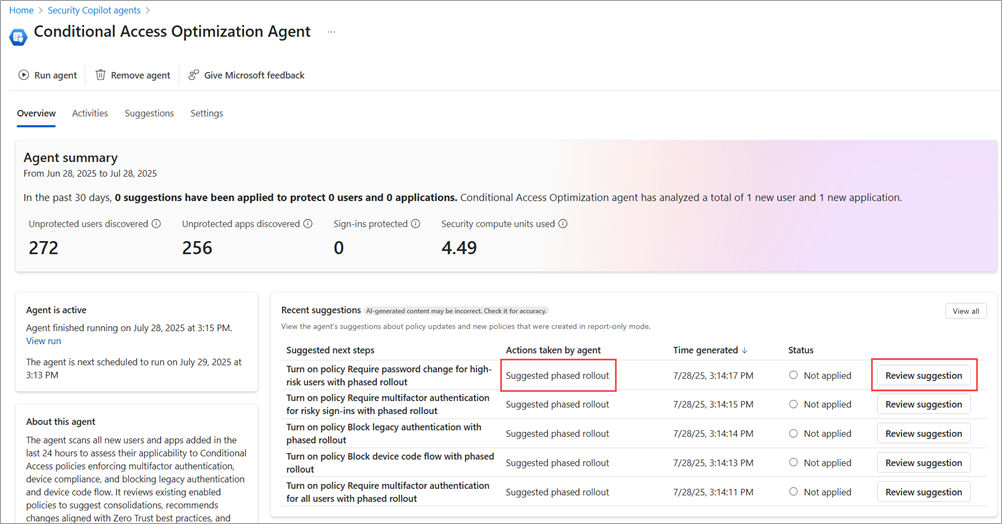 Home > Security Copilot agents >
Conditional Access Optimization Agent ...
Run agent Remove agent Give Microsoft feedback
Overview Activities Suggestions Settings
Agent summary
From Jun 28, 2025 to Jul 28, 2025
In the past 30 days, 0 suggestions have been applied to protect 0 users and 0 applications. Conditional Access Optimization agent has analyzed a total of 1 new user and 1 new application.
Unprotected users discovered Unprotected apps discovered Sign-ins protected Security compute units used
272 256 0 4.49
Agent is active
Agent finished running on July 28, 2025 at 3:15 PM.
View run
The agent is next scheduled to run on July 29, 2025 at
3:13 PM
About this agent
The agent scans all new users and apps added in the
last 24 hours to assess their applicability to Conditional
Access policies enforcing multifactor authentication,
device compliance, and blocking legacy authentication
and device code flow. It reviews existing enabled
policies to suggest consolidations, recommends
changes aligned with Zero Trust best practices, and
Recent suggestions AI-generated content may be incorrect. Check it for accuracy. View all
View the agent's suggestions about policy updates and new policies that were created in report-only mode.
Suggested next steps Actions taken by agent Time generated ↓ Status
Turn on policy Require password change for high-
risk users with phased rollout Suggested phased rollout 7/28/25, 3:14:17 PM Not applied Review suggestion
Turn on policy Require multifactor authentication
for risky sign-ins with phased rollout Suggested phased rollout 7/28/25, 3:14:15 PM Not applied Review suggestion
Turn on policy Block legacy authentication with
phased rollout Suggested phased rollout 7/28/25, 3:14:14 PM Not applied Review suggestion
Turn on policy Block device code flow with phased
rollout Suggested phased rollout 7/28/25, 3:14:13 PM Not applied Review suggestion
Turn on policy Require multifactor authentication
for all users with phased rollout Suggested phased rollout 7/28/25, 3:14:11 PM Not applied Review suggestion